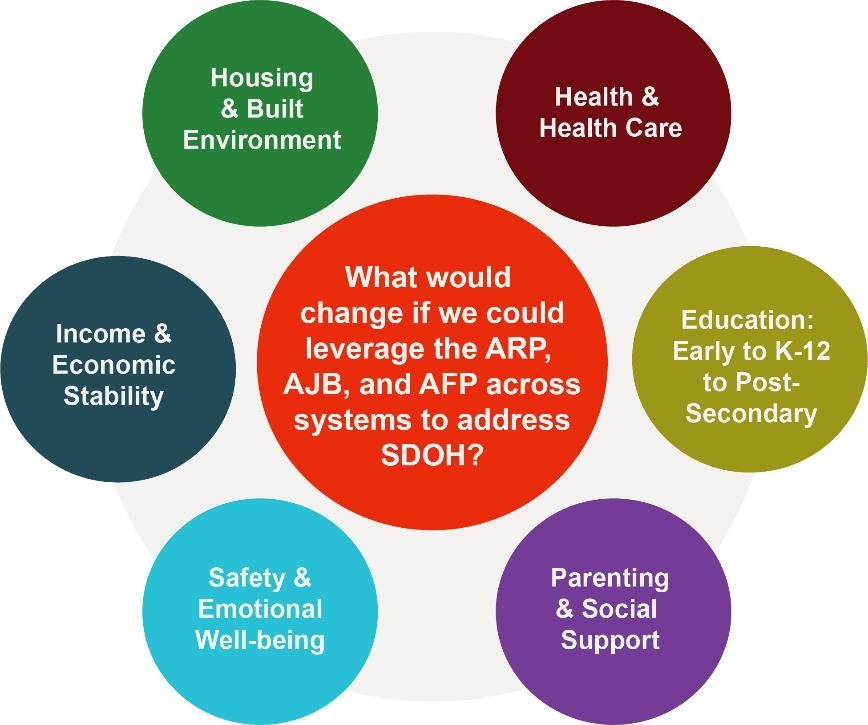 Housing
& Built
Environment
Health &
Health Care
What would
change if we could
leverage the ARP,
AJB, and AFP across
systems to address
SDOH?
Income &
Economic
Stability
Education:
Early to K-12
to Post-
Secondary
Safety &
Emotional
Well-being
Parenting
& Social
Support